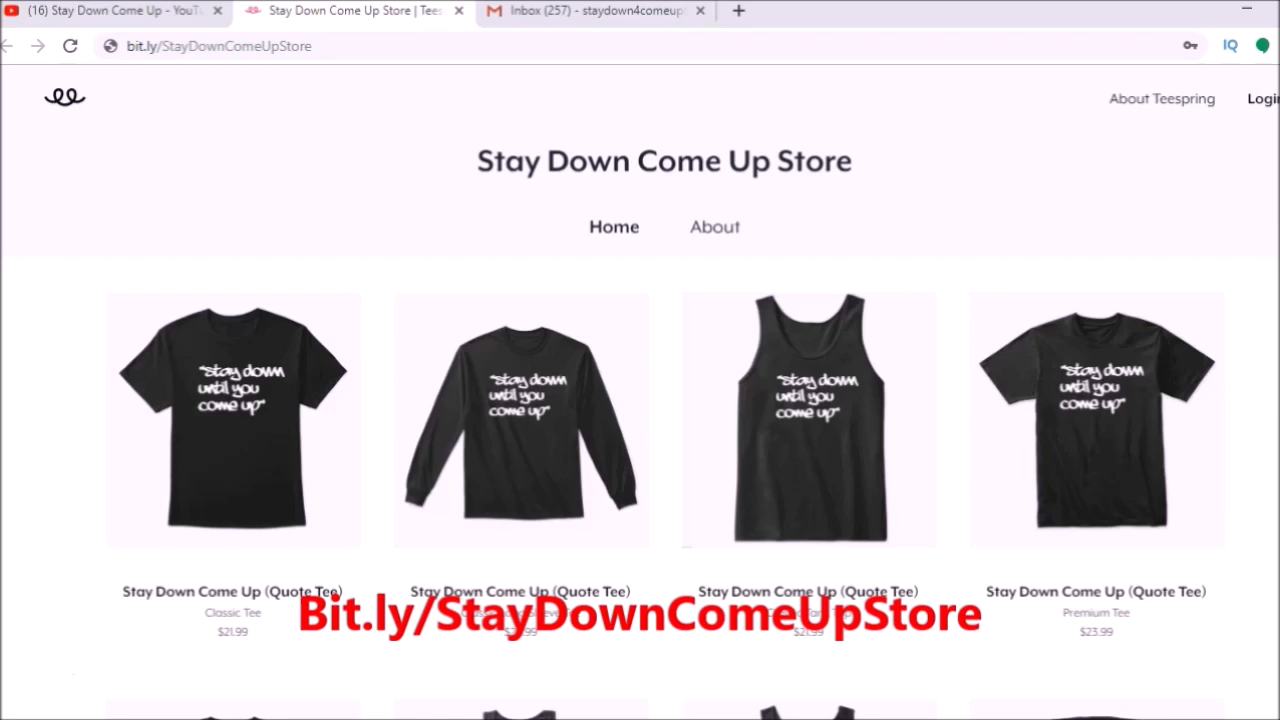 (16) Stay Down Come Up - YouTu
Stay Down Come Up Store | Tees
Inbox (257) - staydown4comeup
bit.ly/StayDownComeUpStore
IQ
About Teespring
Login
Stay Down Come Up Store
Home
About
"stay down
until you
come up"
"stay down
until you
come up"
"stay down
until you
come up"
"stay down
until you
come up"
Stay Down Come Up (Quote Tee)
Stay Down Come Up (Quote Tee)
Stay Down Come Up (Quote Tee)
Stay Down Come Up (Quote Tee)
Classic Tee
Premium Tee
Bit.ly/StayDownComeUpStore
$21.99
$21.99
$23.99